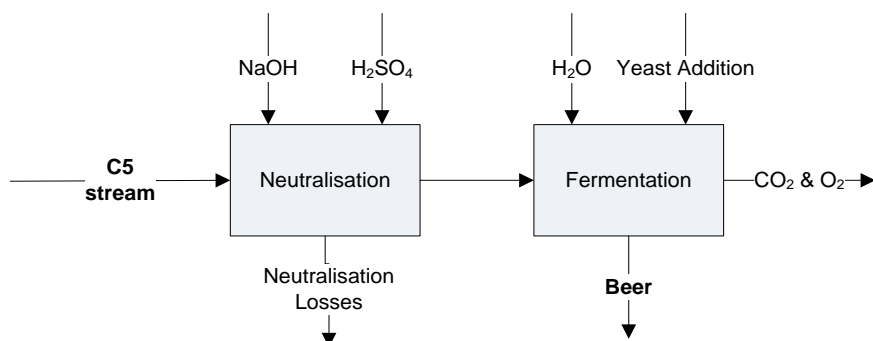 NaOH
H₂SO₄
H₂O
Yeast Addition
C5
stream
Neutralisation
Fermentation
CO₂ & O₂
Neutralisation
Losses
Beer